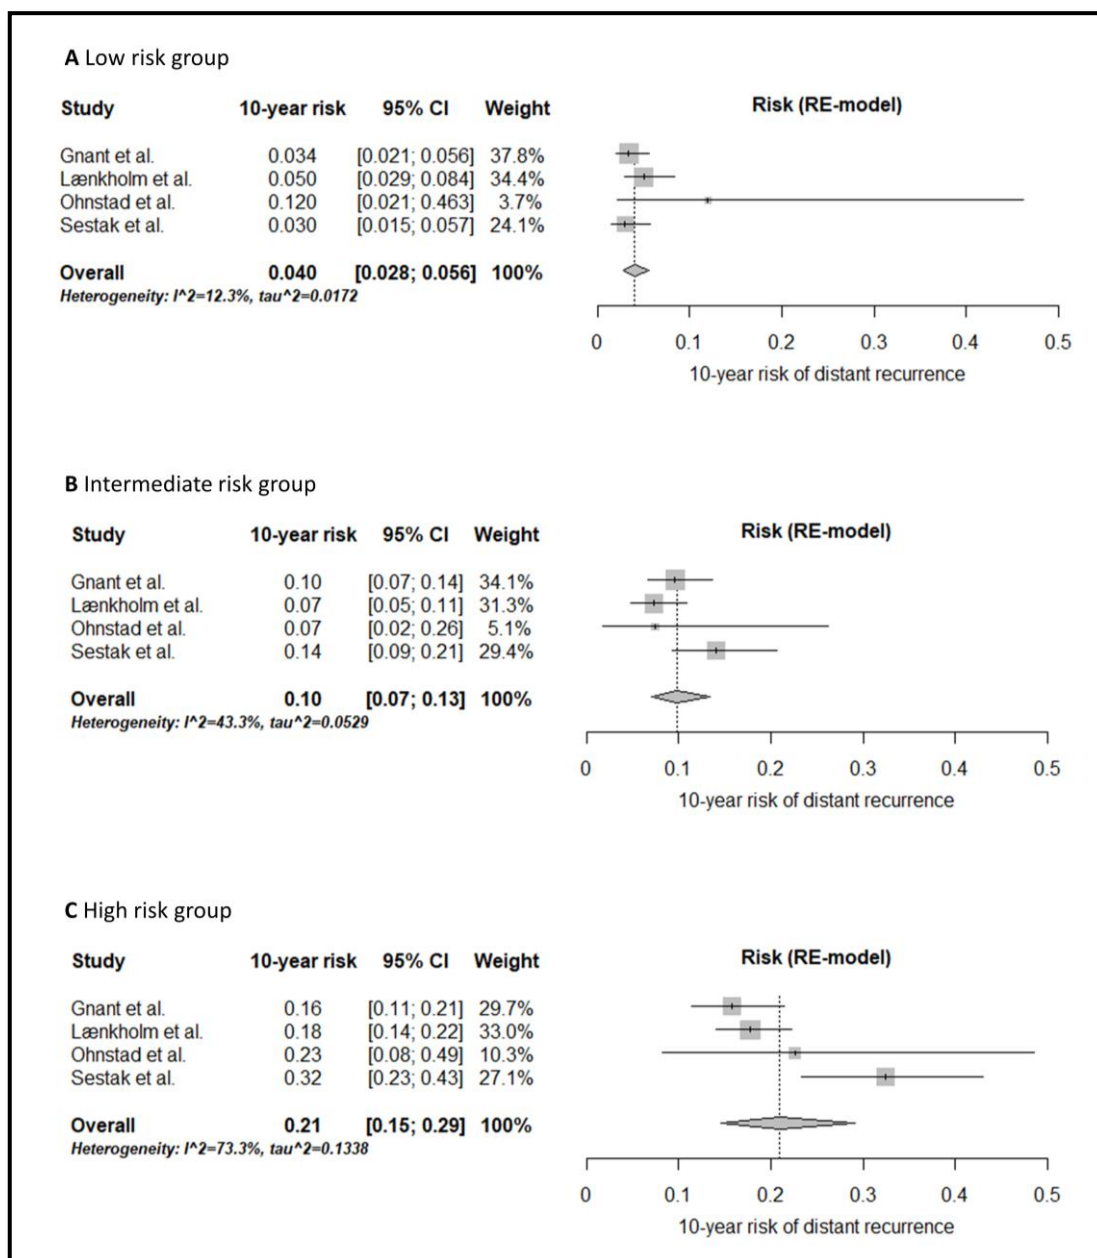 A Low risk group
Study 10-year risk 95% CI Weight Risk (RE-model)
Gnant et al. 0.034 [0.021; 0.056] 37.8%
Lænkholm et al. 0.050 [0.029; 0.084] 34.4%
Ohnstad et al. 0.120 [0.021; 0.463] 3.7%
Sestak et al. 0.030 [0.015; 0.057] 24.1%
Overall 0.040 [0.028; 0.056] 100%
Heterogeneity: I^2=12.3%, tau^2=0.0172
0 0.1 0.2 0.3 0.4 0.5
10-year risk of distant recurrence
B Intermediate risk group
Study 10-year risk 95% CI Weight Risk (RE-model)
Gnant et al. 0.10 [0.07; 0.14] 34.1%
Lænkholm et al. 0.07 [0.05; 0.11] 31.3%
Ohnstad et al. 0.07 [0.02; 0.26] 5.1%
Sestak et al. 0.14 [0.09; 0.21] 29.4%
Overall 0.10 [0.07; 0.13] 100%
Heterogeneity: I^2=43.3%, tau^2=0.0529
0 0.1 0.2 0.3 0.4 0.5
10-year risk of distant recurrence
C High risk group
Study 10-year risk 95% CI Weight Risk (RE-model)
Gnant et al. 0.16 [0.11; 0.21] 29.7%
Lænkholm et al. 0.18 [0.14; 0.22] 33.0%
Ohnstad et al. 0.23 [0.08; 0.49] 10.3%
Sestak et al. 0.32 [0.23; 0.43] 27.1%
Overall 0.21 [0.15; 0.29] 100%
Heterogeneity: I^2=73.3%, tau^2=0.1338
0 0.1 0.2 0.3 0.4 0.5
10-year risk of distant recurrence